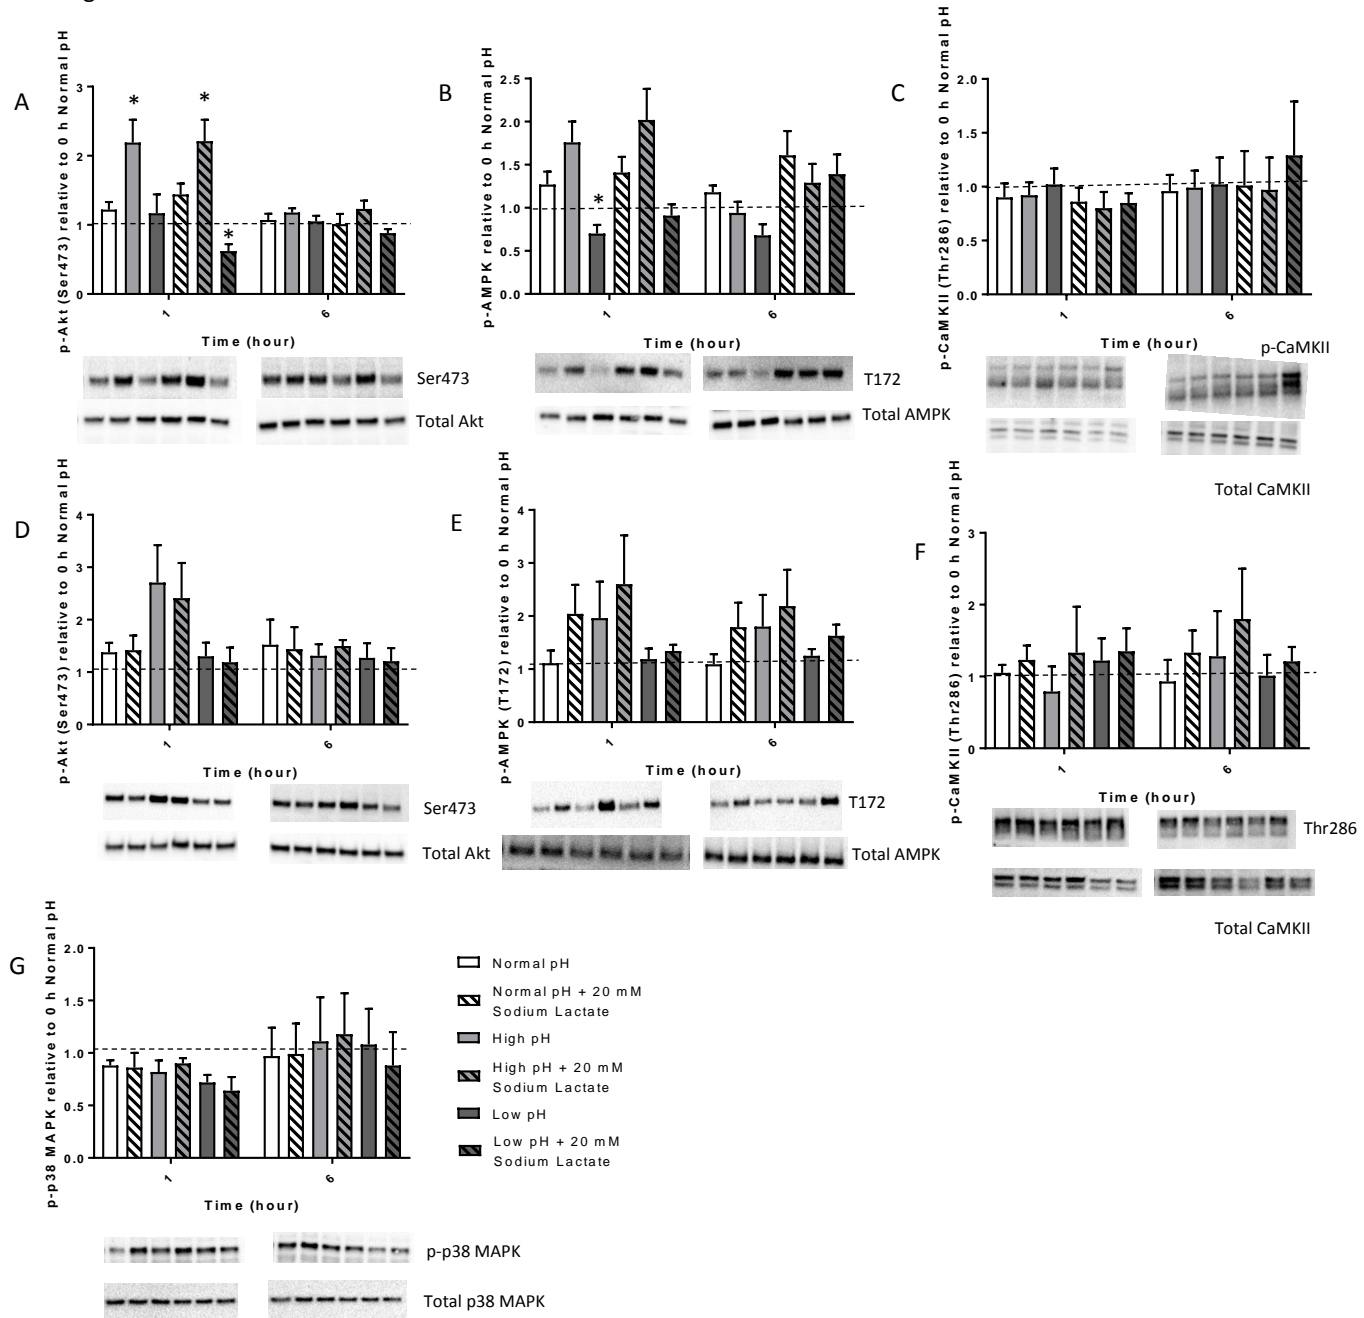 A
p-Akt (Ser473) relative to 0 h Normal pH
3
2
1
0
*
*
*
1
6
Time (hour)
Ser473
Total Akt
B
p-AMPK relative to 0 h Normal pH
2.5
2.0
1.5
1.0
0.5
0.0
*
1
6
Time (hour)
T172
Total AMPK
C
p-CaMKII (Thr286) relative to 0 h Normal pH
2.0
1.5
1.0
0.5
0.0
1
6
Time (hour)
p-CaMKII
Total CaMKII
D
p-Akt (Ser473) relative to 0 h Normal pH
4
3
2
1
0
1
6
Time (hour)
Ser473
Total Akt
E
p-AMPK (T172) relative to 0 h Normal pH
4
3
2
1
0
1
6
Time (hour)
T172
Total AMPK
F
p-CaMKII (Thr286) relative to 0 h Normal pH
3
2
1
0
1
6
Time (hour)
Thr286
Total CaMKII
G
p-p38 MAPK relative to 0 h Normal pH
2.0
1.5
1.0
0.5
0.0
1
6
Time (hour)
p-p38 MAPK
Total p38 MAPK
Normal pH
Normal pH + 20 mM
Sodium Lactate
High pH
High pH + 20 mM
Sodium Lactate
Low pH
Low pH + 20 mM
Sodium Lactate